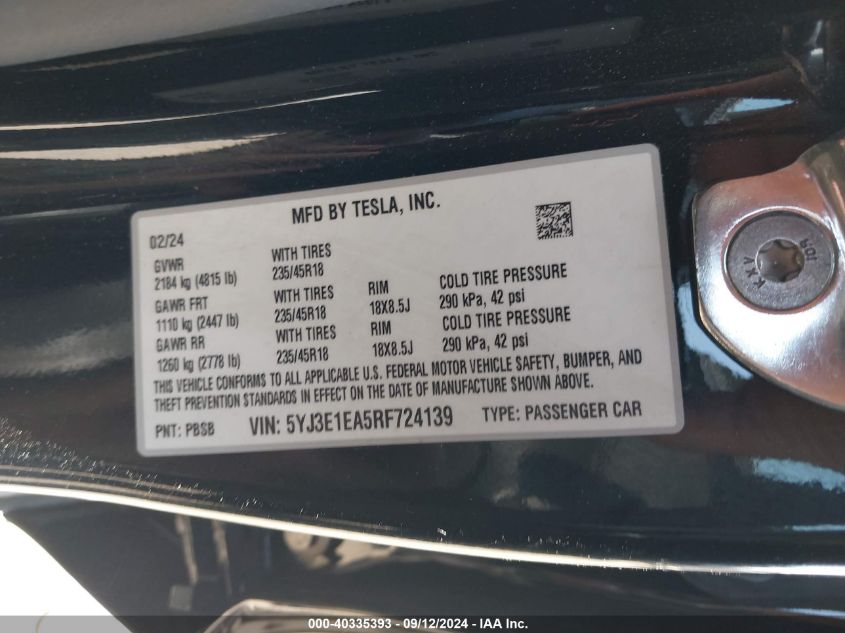 MFD BY TESLA, INC.
02/24
GVWR WITH TIRES
2184 kg (4815 lb) 235/45R18
GAWR FRT WITH TIRES RIM COLD TIRE PRESSURE
1110 kg (2447 lb) 235/45R18 18X8.5J 290 kPa, 42 psi
GAWR RR WITH TIRES RIM COLD TIRE PRESSURE
1260 kg (2778 lb) 235/45R18 18X8.5J 290 kPa, 42 psi
THIS VEHICLE CONFORMS TO ALL APPLICABLE U.S. FEDERAL MOTOR VEHICLE SAFETY, BUMPER, AND
THEFT PREVENTION STANDARDS IN EFFECT ON THE DATE OF MANUFACTURE SHOWN ABOVE.
PNT: PBSB VIN: 5YJ3E1EA5RF724139 TYPE: PASSENGER CAR
KXV
10.9
000-40335393 - 09/12/2024 - IAA Inc.